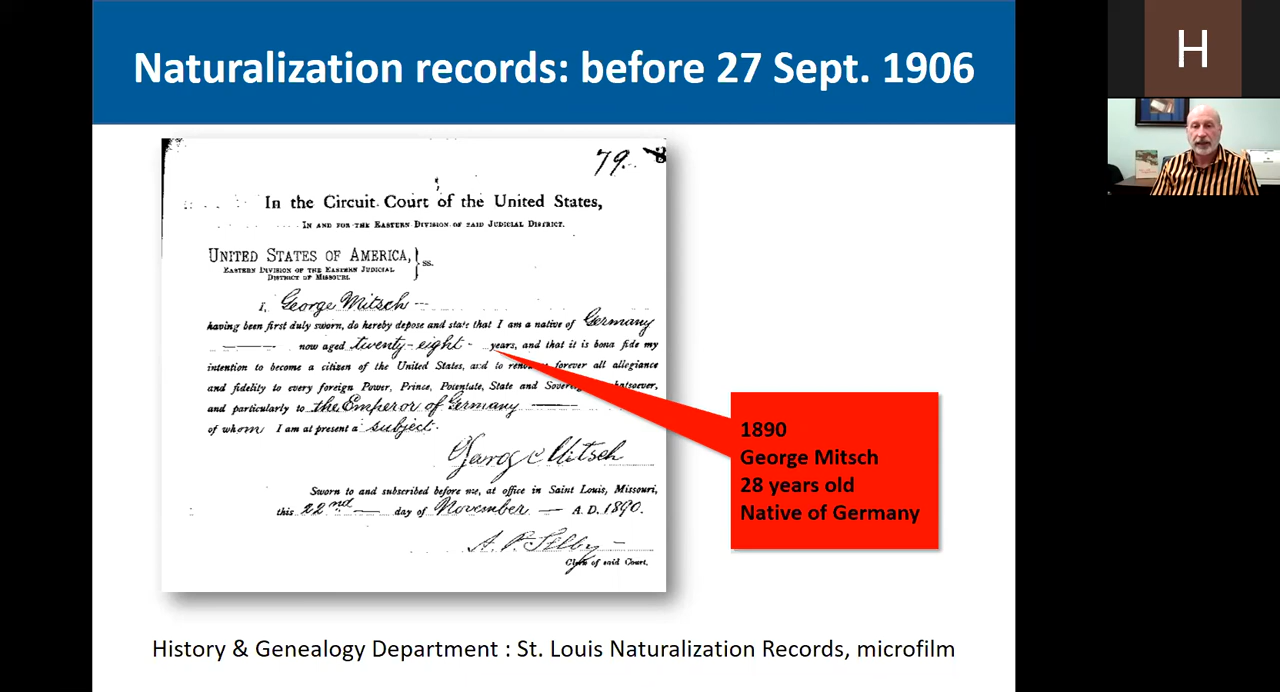 Naturalization records: before 27 Sept. 1906
H
79.
In the Circuit Court of the United States,
IN AND FOR THE EASTERN DIVISION OF SAID JUDICIAL DISTRICT.
UNITED STATES OF AMERICA,
EASTERN DIVISION OF THE EASTERN JUDICIAL
DISTRICT OF MISSOURI.
} ss.
I, George Mitsch
having been first duly sworn, do hereby depose and state that I am a native of Germany
now aged twenty-eight years, and that it is bona fide my
intention to become a citizen of the United States, and to forever all allegiance
and fidelity to every foreign Power, Prince, Potentate, State and
and particularly to the Emperor of Germany
of whom I am at present a subject.
George Mitsch
Sworn to and subscribed before me, at office in Saint Louis, Missouri,
this 22nd day of November A.D. 1890.
Clerk of said Court.
1890
George Mitsch
28 years old
Native of Germany
History & Genealogy Department : St. Louis Naturalization Records, microfilm